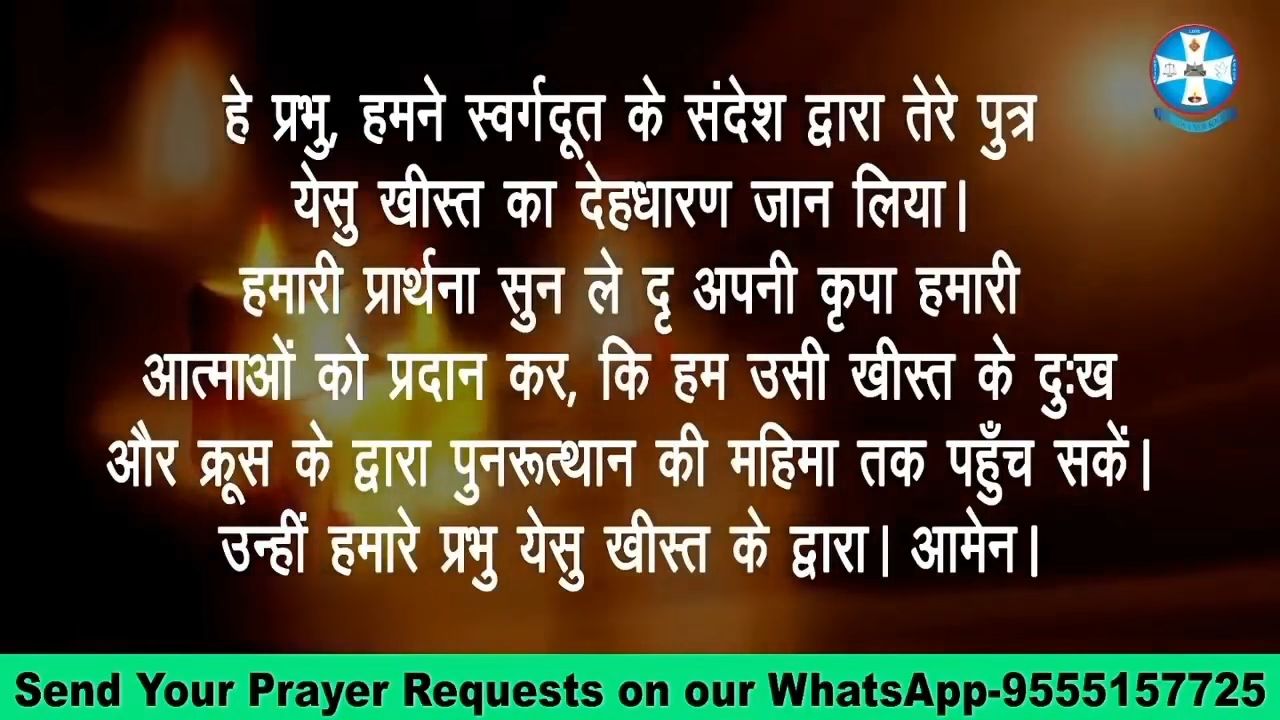 हे प्रभु, हमने स्वर्गदूत के संदेश द्वारा तेरे पुत्र
येसु खीस्त का देहधारण जान लिया।
हमारी प्रार्थना सुन ले दृ अपनी कृपा हमारी
आत्माओं को प्रदान कर, कि हम उसी खीस्त के दुःख
और क्रूस के द्वारा पुनरूत्थान की महिमा तक पहुँच सकें।
उन्हीं हमारे प्रभु येसु खीस्त के द्वारा। आमेन।
Send Your Prayer Requests on our WhatsApp-9555157725